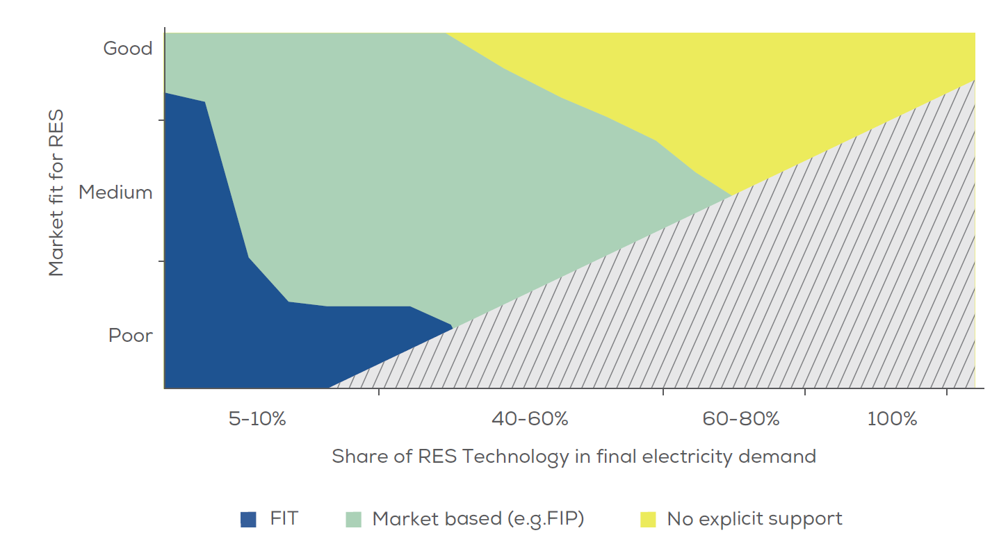 Good
Medium
Poor
Market fit for RES
5-10%
40-60%
60-80%
100%
Share of RES Technology in final electricity demand
FIT
Market based (e.g.FIP)
No explicit support